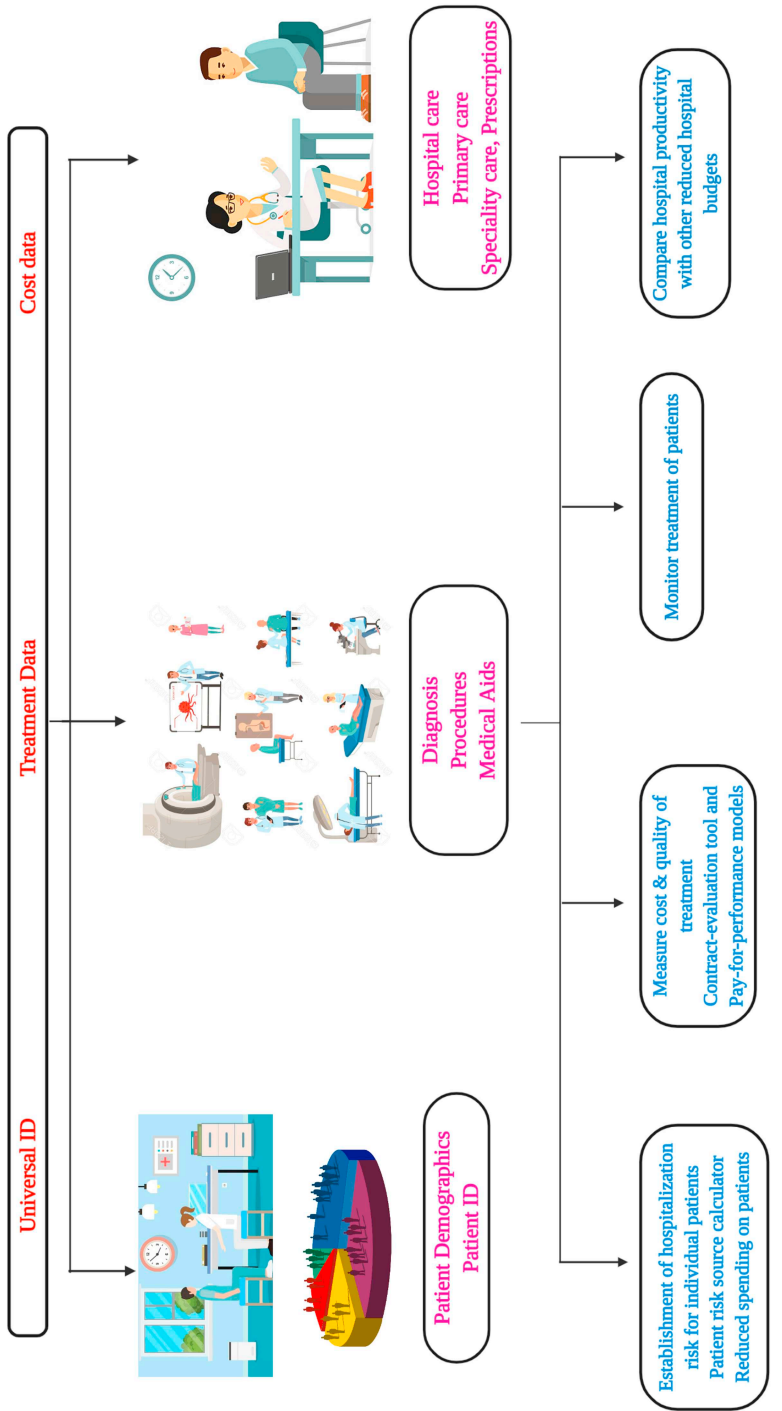 Universal ID
Treatment Data
Cost data
Patient Demographics
Patient ID
Diagnosis
Procedures
Medical Aids
Hospital care
Primary care
Speciality care, Prescriptions
Establishment of hospitalization
risk for individual patients
Patient risk source calculator
Reduced spending on patients
Measure cost & quality of
treatment
Contract-evaluation tool and
Pay-for-performance models
Monitor treatment of patients
Compare hospital productivity
with other reduced hospital
budgets